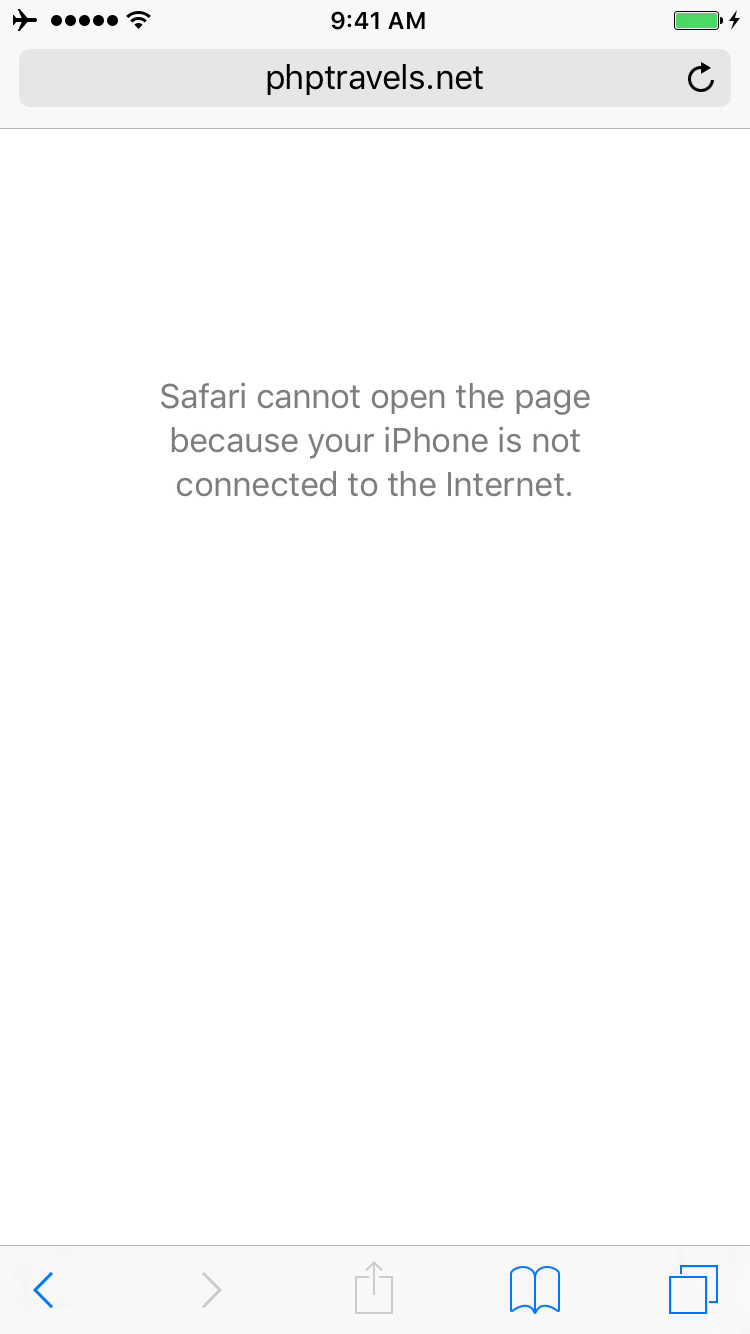 9:41 AM
phptravels.net
Safari cannot open the page
because your iPhone is not
connected to the Internet.